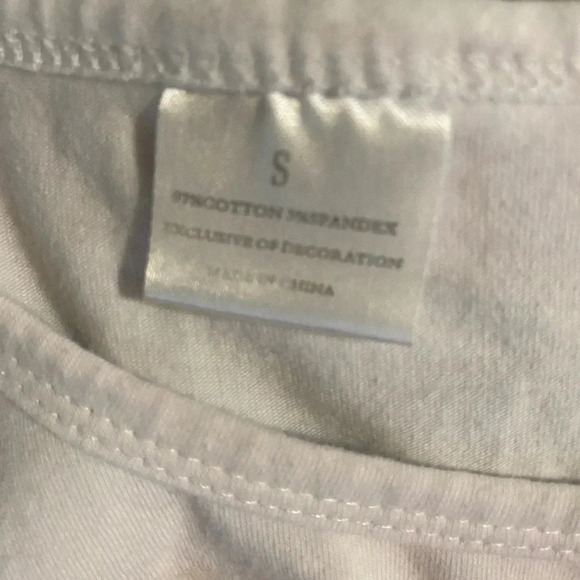 S
97%COTTON 3%SPANDEX
EXCLUSIVE OF DECORATION
MADE IN CHINA